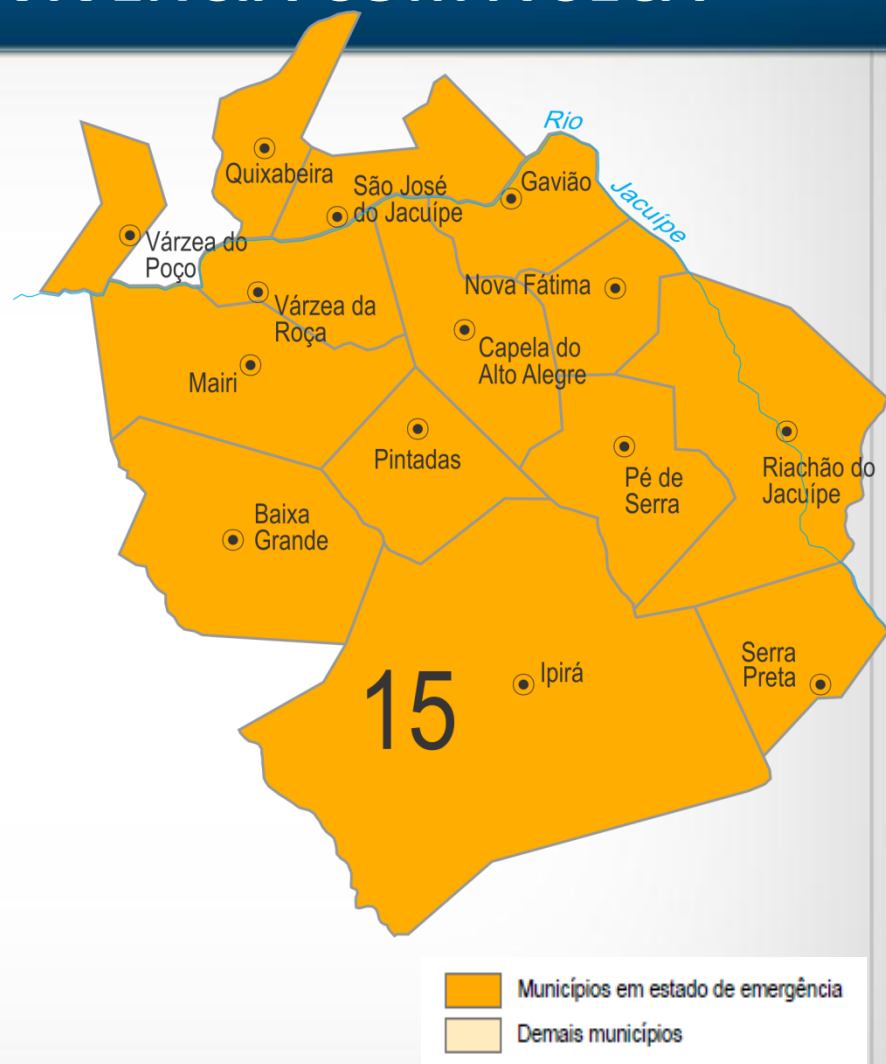 Rio
Jacuípe
Quixabeira
São José
do Jacuípe
Gavião
Várzea do
Poço
Várzea da
Roça
Nova Fátima
Capela do
Alto Alegre
Mairi
Pintadas
Pé de
Serra
Riachão do
Jacuípe
Baixa
Grande
15
Ipirá
Serra
Preta
Municípios em estado de emergência
Demais municípios